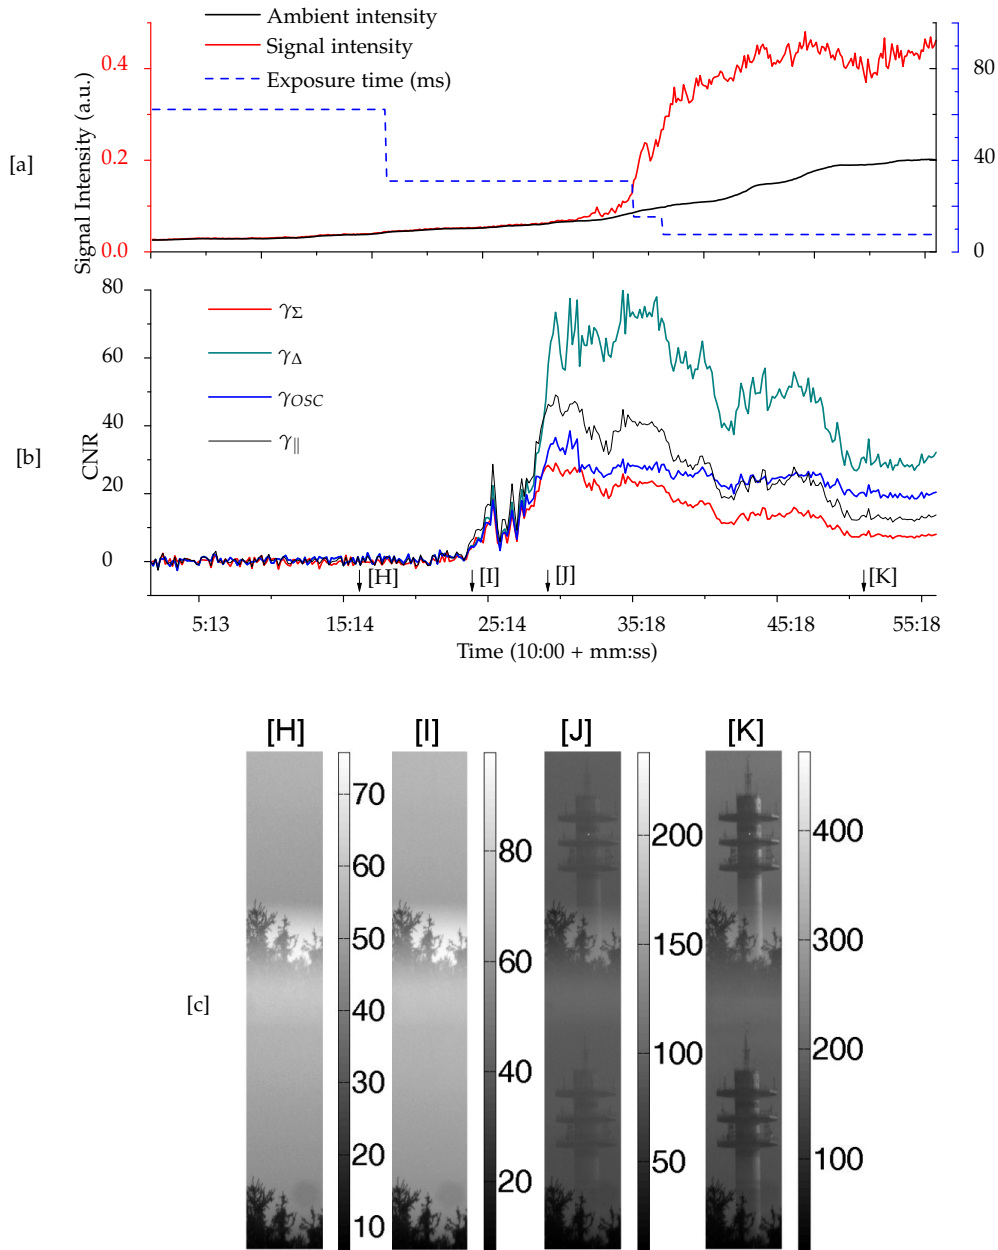 Ambient intensity
Signal intensity
Exposure time (ms)
[a]
Signal Intensity (a.u.)
0.4
0.2
0.0
80
40
0
[b]
CNR
80
60
40
20
0
γΣ
γΔ
γOSC
γ||
[H]
[I]
[J]
[K]
5:13
15:14
25:14
35:18
45:18
55:18
Time (10:00 + mm:ss)
[c]
[H]
[I]
[J]
[K]
70
60
50
40
30
20
10
80
60
40
20
200
150
100
50
400
300
200
100